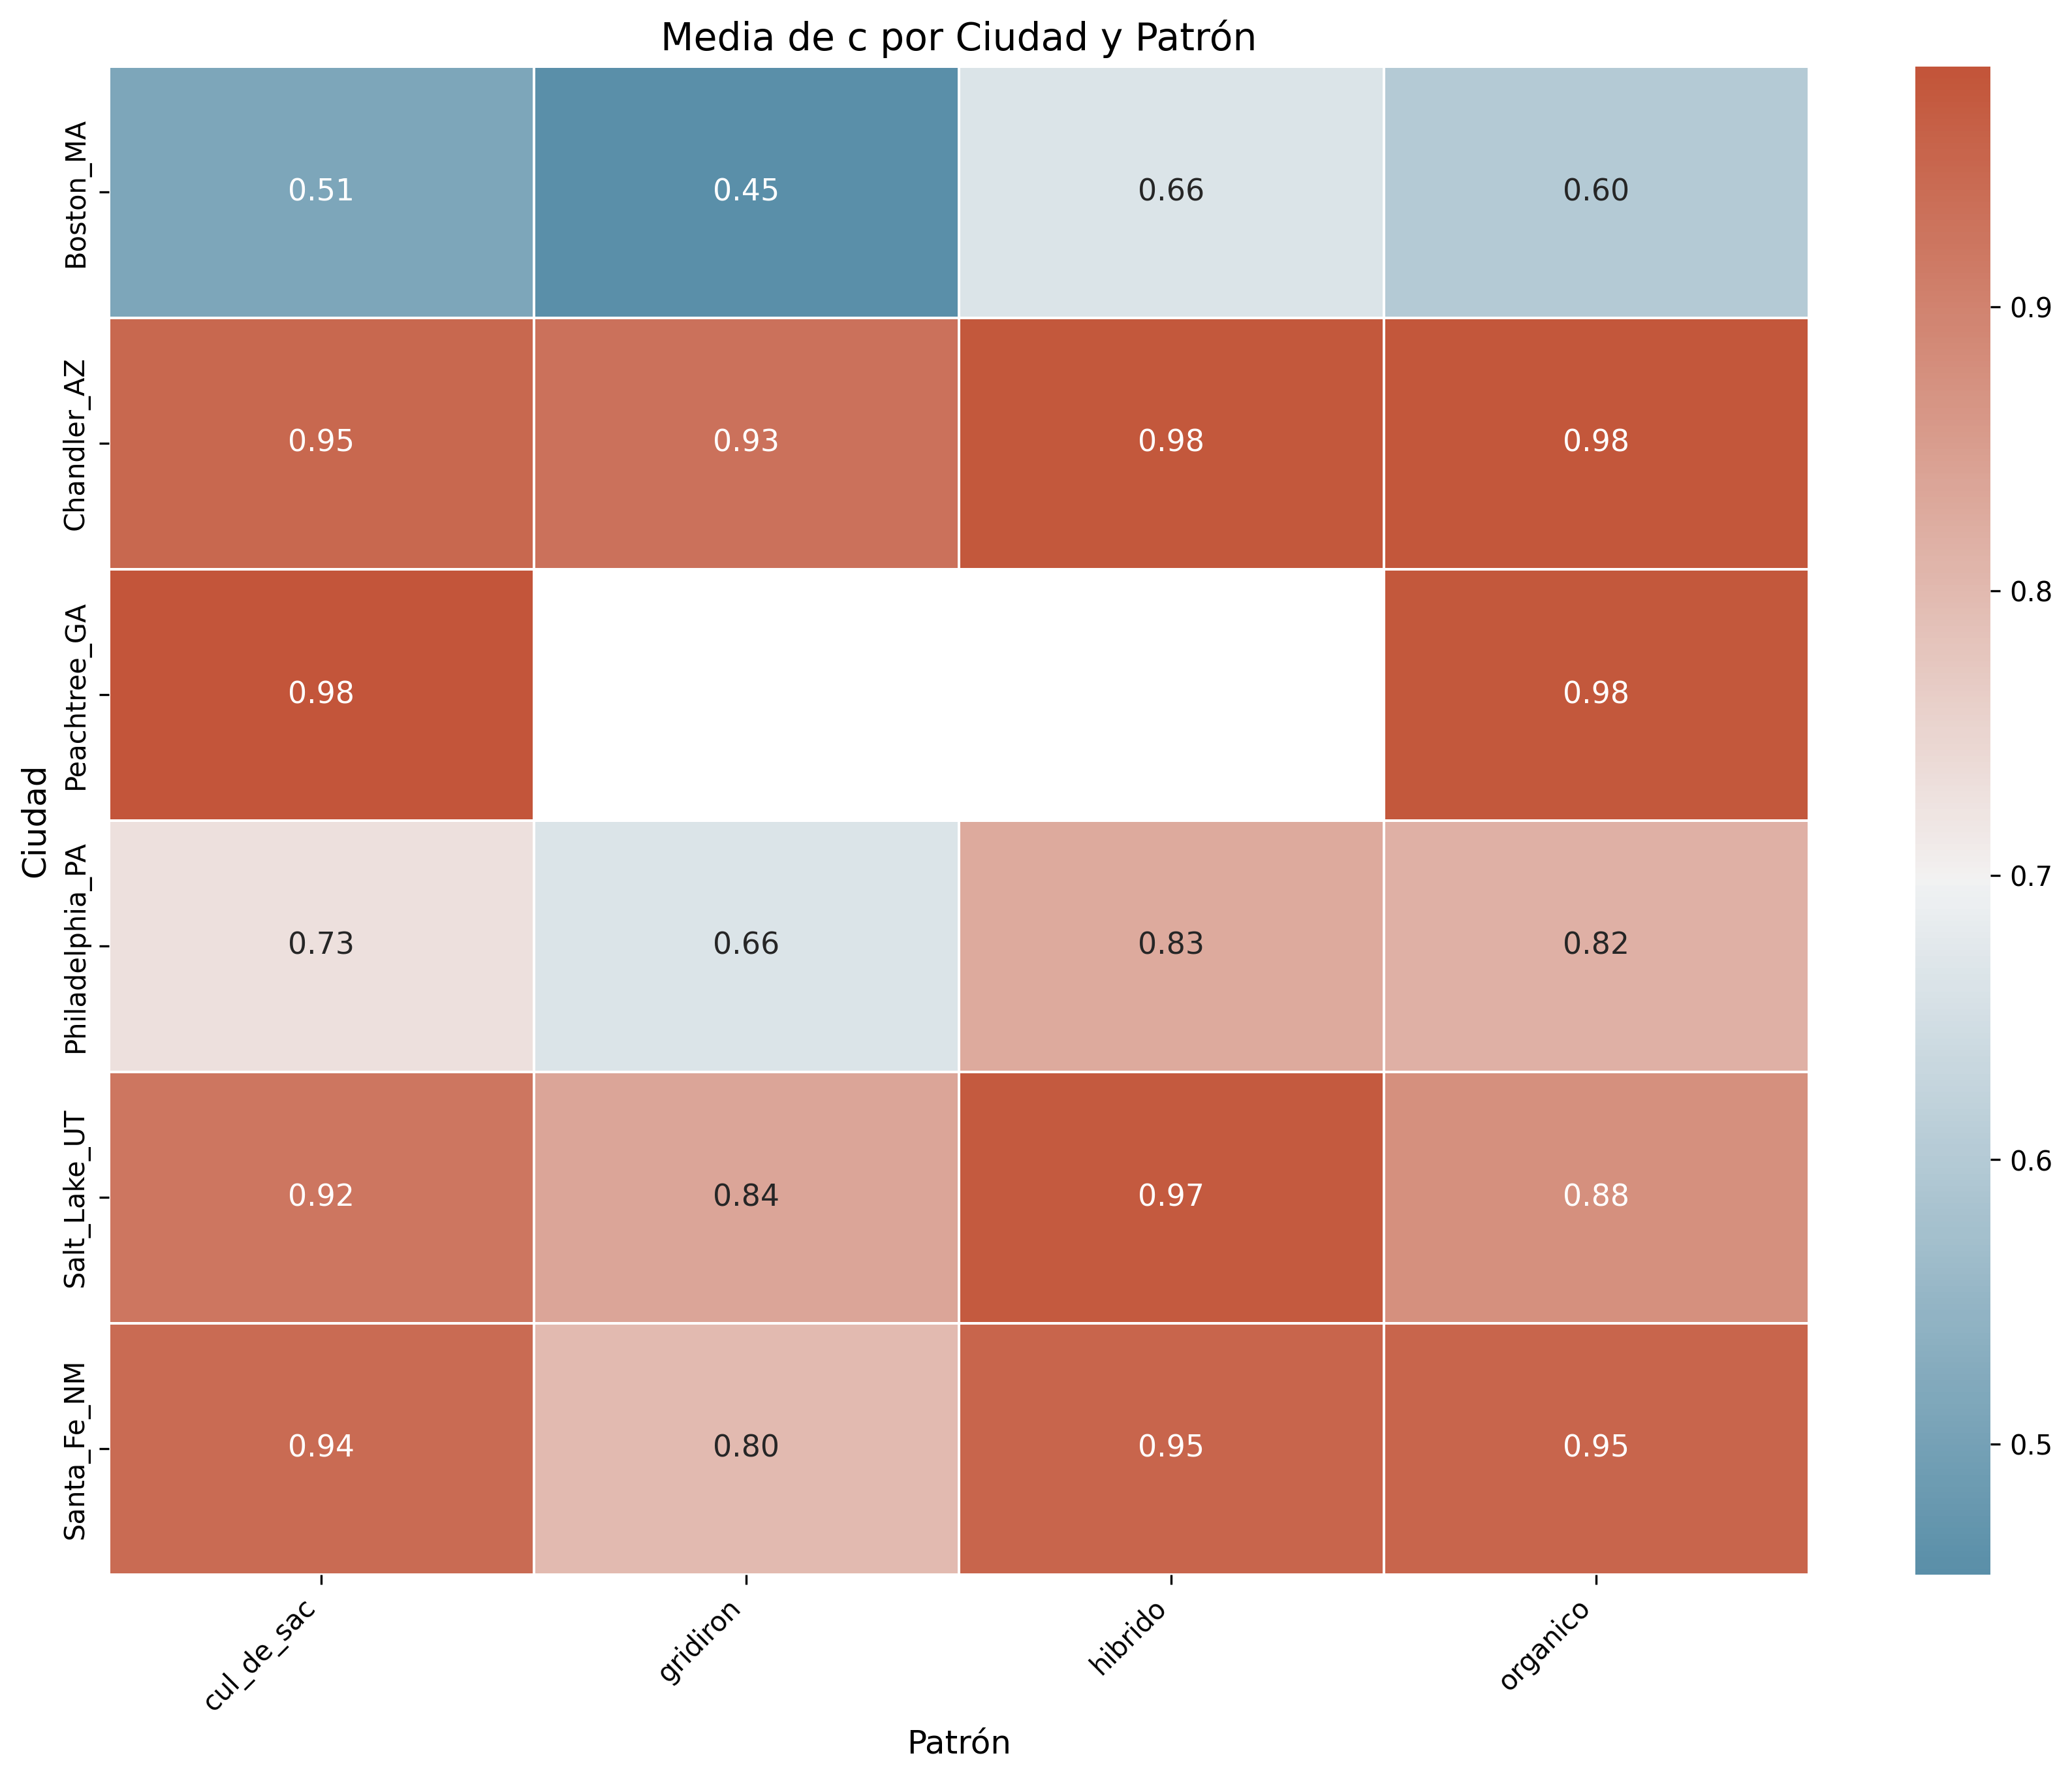 Media de c por Ciudad y Patrón
Ciudad
Boston_MA
0.51 0.45 0.66 0.60
Chandler_AZ
0.95 0.93 0.98 0.98
Peachtree_GA
0.98 0.98
Philadelphia_PA
0.73 0.66 0.83 0.82
Salt_Lake_UT
0.92 0.84 0.97 0.88
Santa_Fe_NM
0.94 0.80 0.95 0.95
cul_de_sac gridiron hibrido organico
Patrón
0.9
0.8
0.7
0.6
0.5